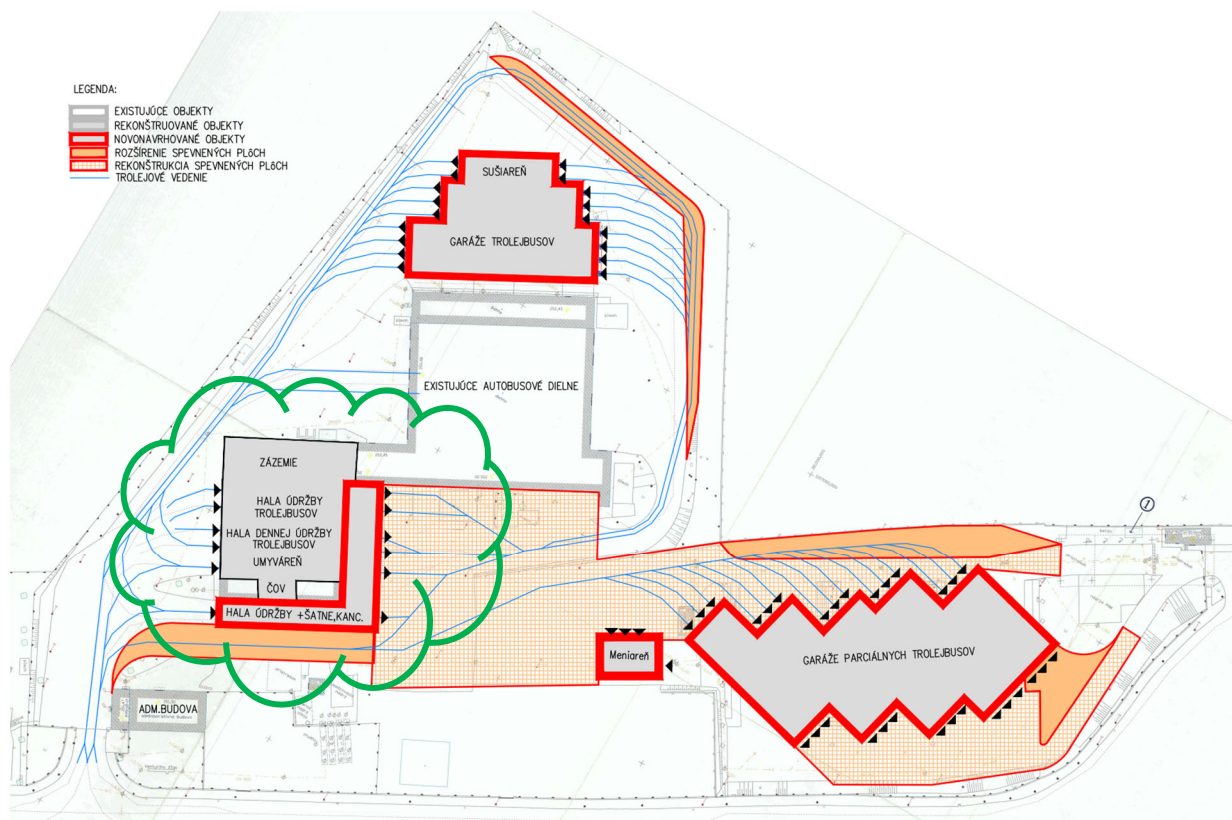 LEGENDA:
EXISTUJÚCE OBJEKTY
REKONŠTRUOVANÉ OBJEKTY
NOVONAVRHOVANÉ OBJEKTY
ROZŠÍRENIE SPEVNENÝCH PLôCH
REKONŠTRUKCIA SPEVNENÝCH PLôCH
TROLEJOVÉ VEDENIE
SUŠIAREŇ
GARÁŽE TROLEJBUSOV
EXISTUJÚCE AUTOBUSOVÉ DIELNE
ZÁZEMIE
HALA ÚDRŽBY
TROLEJBUSOV
HALA DENNEJ ÚDRŽBY
TROLEJBUSOV
UMYVÁREŇ
ČOV
HALA ÚDRŽBY +ŠATNE,KANC.
Meniareň
GARÁŽE PARCIÁLNYCH TROLEJBUSOV
ADM.BUDOVA
1